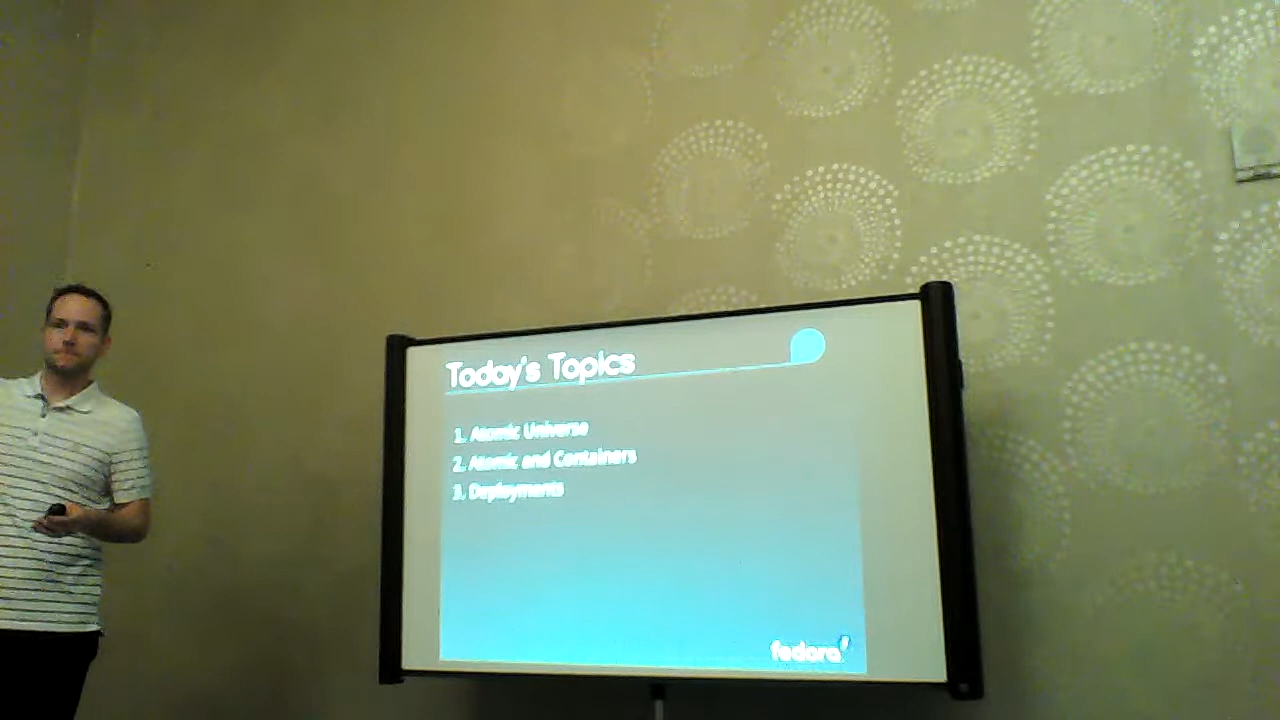 Today's Topics
1. Atomic Universe
2. Atomic and Containers
3. Deployments
fedora